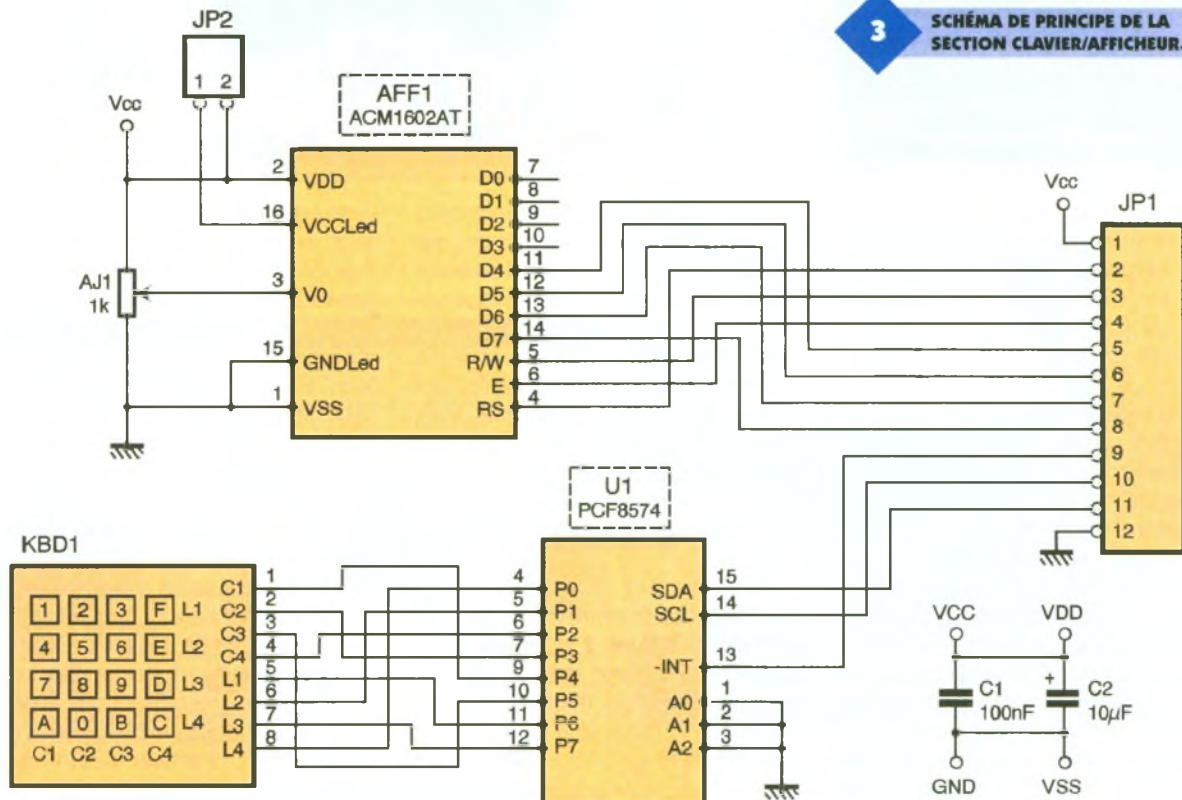 3
SCHÉMA DE PRINCIPE DE LA
SECTION CLAVIER/AFFICHEUR.
JP2
1 2
Vcc
AFF1
ACM1602AT
2 VDD
16 VCCLed
AJ1
1k
3 V0
15 GNDLed
1 VSS
D0 7
D1 8
D2 9
D3 10
D4 11
D5 12
D6 13
D7 14
R/W 5
E 6
RS 4
Vcc
JP1
1
2
3
4
5
6
7
8
9
10
11
12
KBD1
1 2 3 F L1
4 5 6 E L2
7 8 9 D L3
A 0 B C L4
C1 C2 C3 C4
C1 1
C2 2
C3 3
C4 4
L1 5
L2 6
L3 7
L4 8
U1
PCF8574
4 P0
5 P1
6 P2
7 P3
9 P4
10 P5
11 P6
12 P7
SDA 15
SCL 14
-INT 13
A0 1
A1 2
A2 3
VCC VDD
C1
100nF
+
C2
10µF
GND VSS